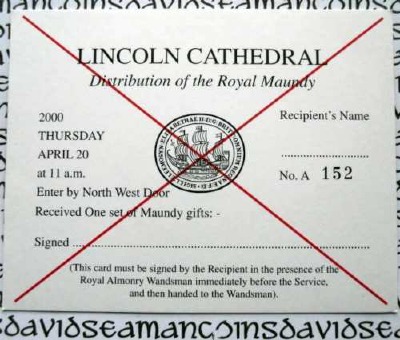 LINCOLN CATHEDRAL
Distribution of the Royal Maundy
2000
THURSDAY
APRIL 20
at 11 a.m.
Recipient's Name
No. A 152
Enter by North West Door
Received One set of Maundy gifts: -
Signed
(This card must be signed by the Recipient in the presence of the
Royal Almonry Wandsman immediately before the Service,
and then handed to the Wandsman).
davidseamancoinsdavids